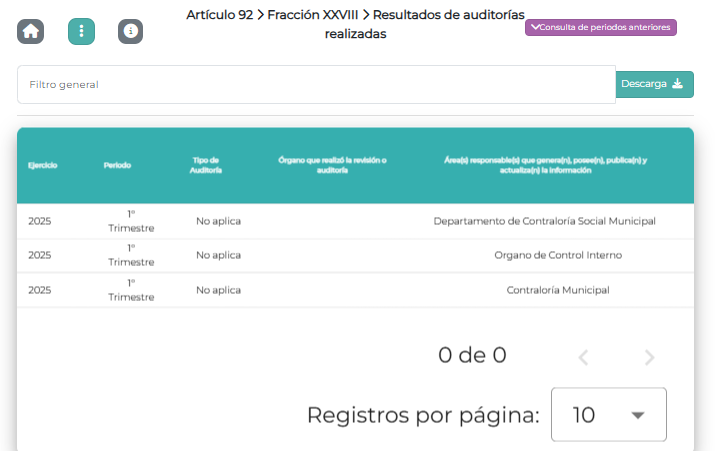 Artículo 92 > Fracción XXVIII > Resultados de auditorías
realizadas
Consulta de periodos anteriores
Filtro general
Descarga
Ejercicio
Periodo
Tipo de
Auditoría
Órgano que realizó la revisión o
auditoría
Área(s) responsable(s) que genera(n), posee(n), publica(n) y
actualiza(n) la información
2025
1°
Trimestre
No aplica
Departamento de Contraloría Social Municipal
2025
1°
Trimestre
No aplica
Organo de Control Interno
2025
1°
Trimestre
No aplica
Contraloría Municipal
0 de 0
Registros por página:
10